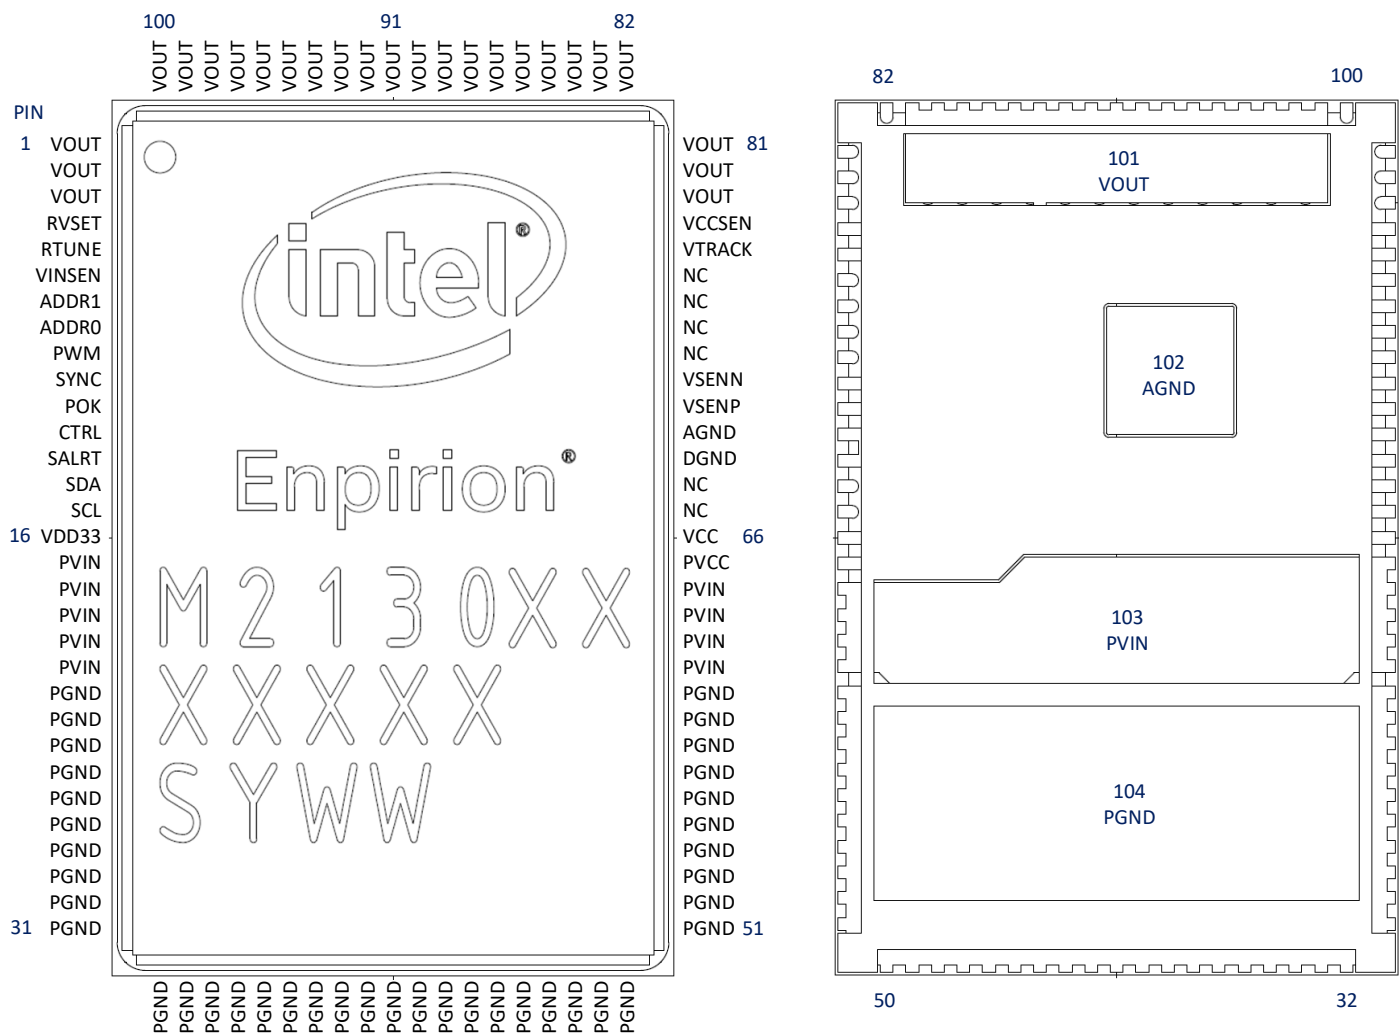 100 91 82
VOUT VOUT VOUT VOUT VOUT VOUT VOUT VOUT VOUT VOUT VOUT VOUT VOUT VOUT VOUT VOUT VOUT VOUT VOUT
PIN
1 VOUT
VOUT
VOUT
RVSET
RTUNE
VINSEN
ADDR1
ADDR0
PWM
SYNC
POK
CTRL
SALRT
SDA
SCL
16 VDD33
PVIN
PVIN
PVIN
PVIN
PVIN
PGND
PGND
PGND
PGND
PGND
PGND
PGND
PGND
PGND
31 PGND
intel®
Enpirion®
M2130XX
XXXXX
SYWW
VOUT 81
VOUT
VOUT
VCCSEN
VTRACK
NC
NC
NC
NC
VSENN
VSENP
AGND
DGND
NC
NC
VCC 66
PVCC
PVIN
PVIN
PVIN
PVIN
PGND
PGND
PGND
PGND
PGND
PGND
PGND
PGND
PGND
PGND 51
PGND PGND PGND PGND PGND PGND PGND PGND PGND PGND PGND PGND PGND PGND PGND PGND PGND PGND PGND
82 100
101
VOUT
102
AGND
103
PVIN
104
PGND
50 32